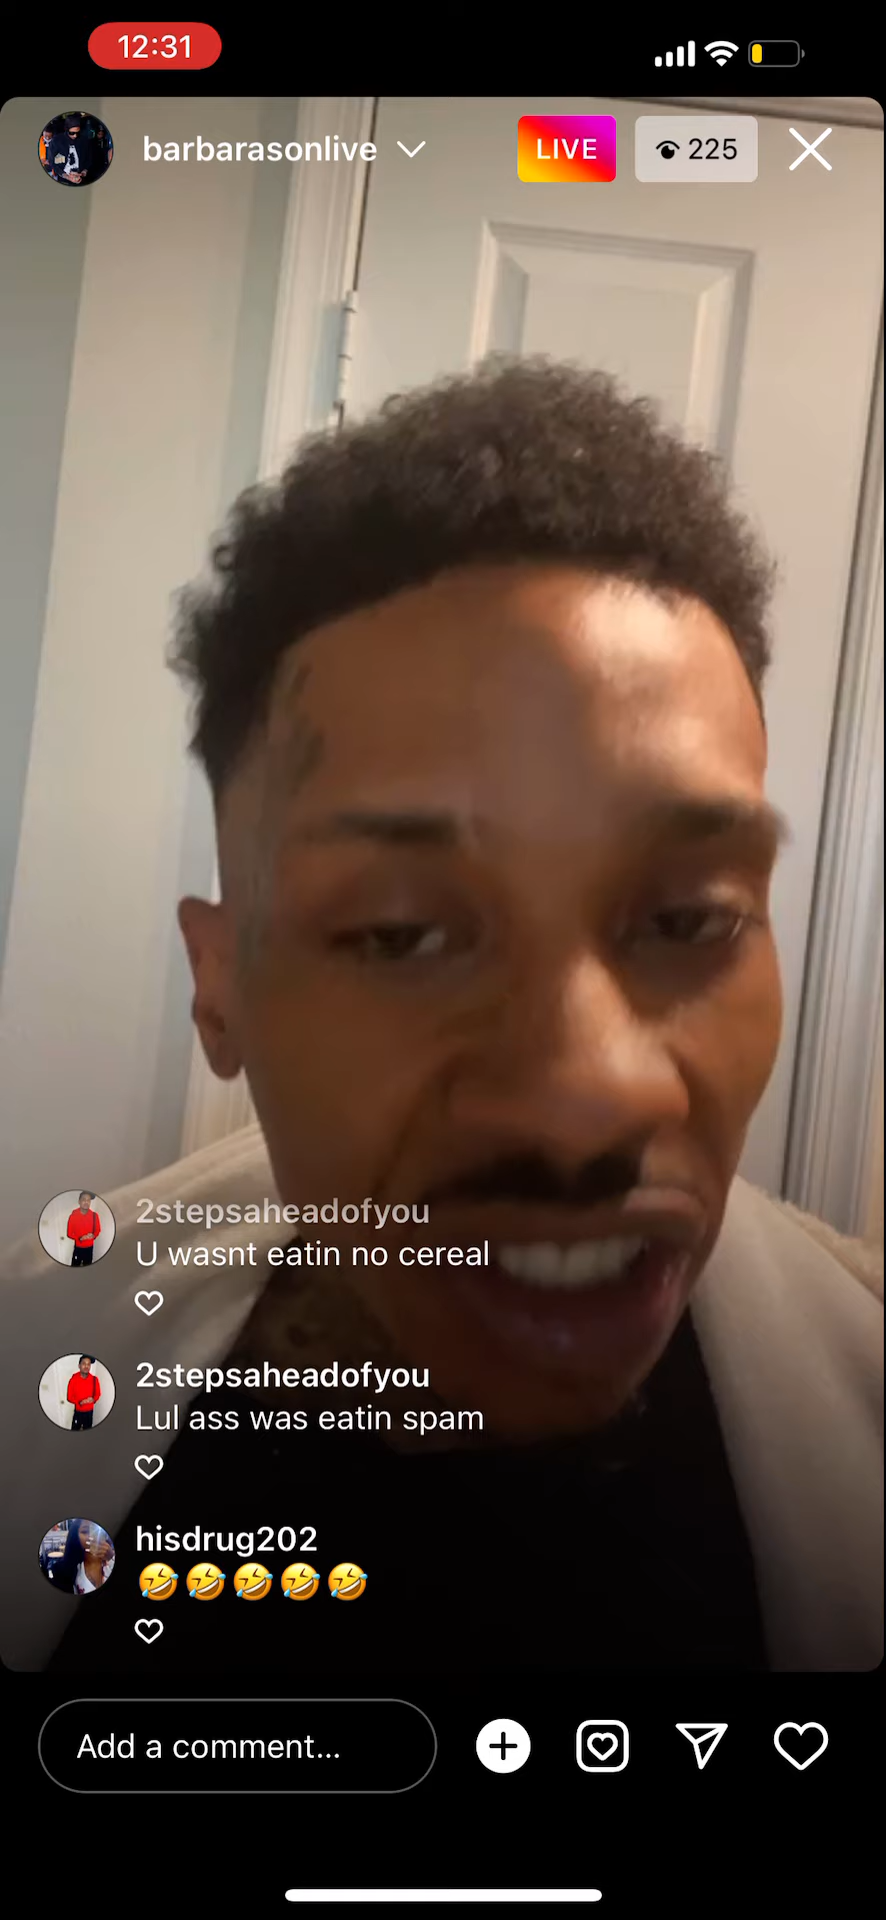 12:31
barbarasonlive
LIVE
225
2stepsaheadofyou
U wasnt eatin no cereal
2stepsaheadofyou
Lul ass was eatin spam
hisdrug202
🤣🤣🤣🤣🤣
Add a comment...